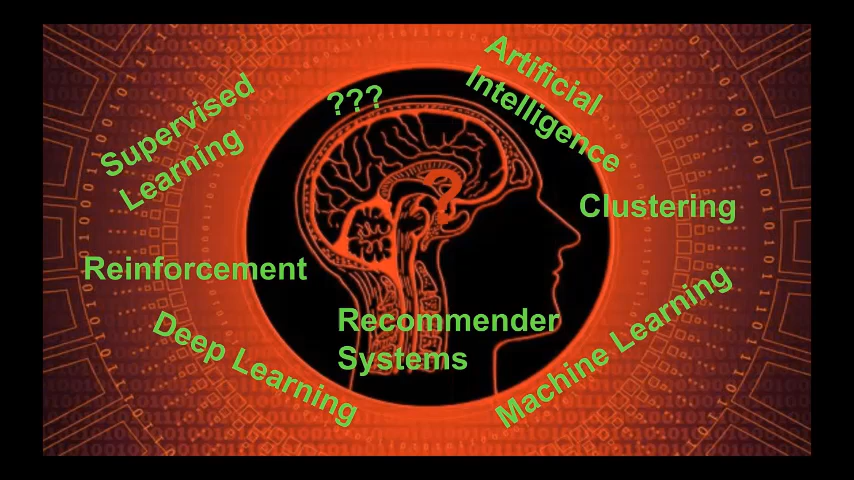 Artificial
Intelligence
???
Supervised
Learning
Clustering
Reinforcement
Recommender
Systems
Deep Learning
Machine Learning